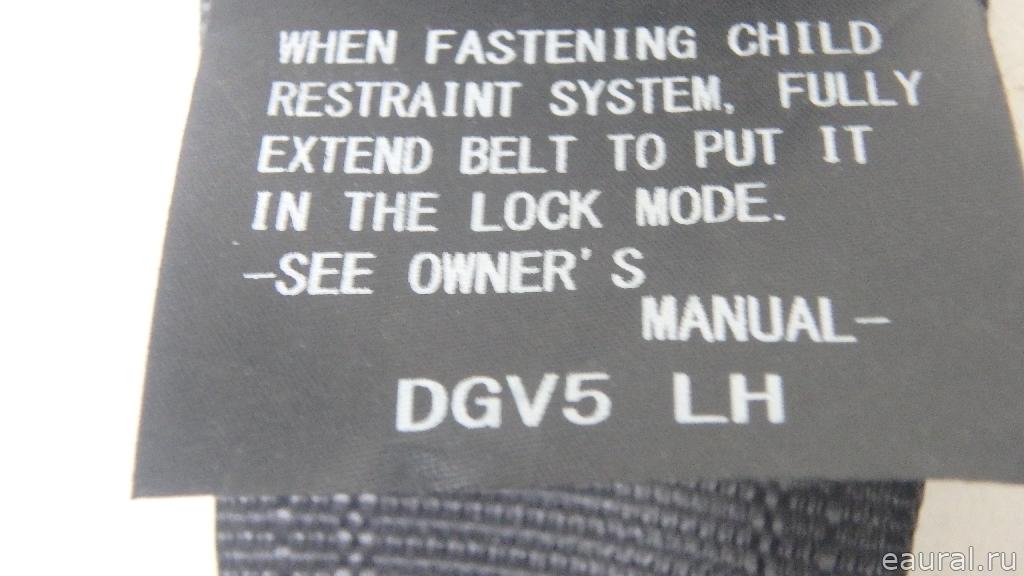 WHEN FASTENING CHILD
RESTRAINT SYSTEM, FULLY
EXTEND BELT TO PUT IT
IN THE LOCK MODE.
-SEE OWNER'S
MANUAL-
DGV5 LH
eaural.ru